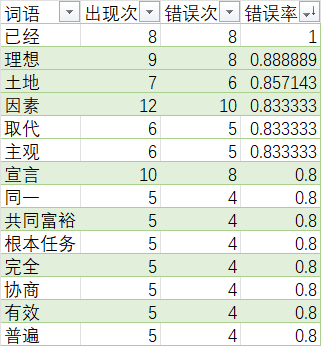 词语 出现次 错误次 错误率
已经 8 8 1
理想 9 8 0.888889
土地 7 6 0.857143
因素 12 10 0.833333
取代 6 5 0.833333
主观 6 5 0.833333
宣言 10 8 0.8
同一 5 4 0.8
共同富裕 5 4 0.8
根本任务 5 4 0.8
完全 5 4 0.8
协商 5 4 0.8
有效 5 4 0.8
普遍 5 4 0.8